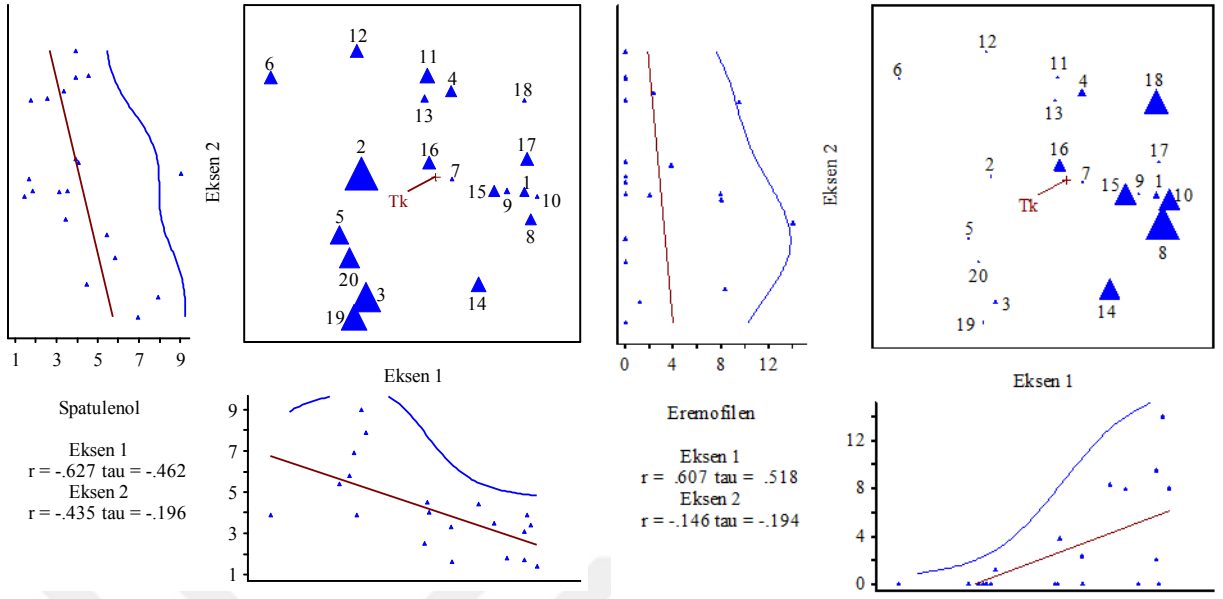 12
6
11
4
13
18
2
16
17
7
Tk
15
9
1
10
8
5
20
3
19
14
Eksen 2
1 3 5 7 9
Eksen 1
Spatulenol
Eksen 1
r = -.627 tau = -.462
Eksen 2
r = -.435 tau = -.196
9
7
5
3
1
12
6
11
4
13
18
2
16
17
7
Tk
15
9
1
10
8
5
20
3
19
14
Eksen 2
0 4 8 12
Eksen 1
Eremofilen
Eksen 1
r = .607 tau = .518
Eksen 2
r = -.146 tau = -.194
12
8
4
0